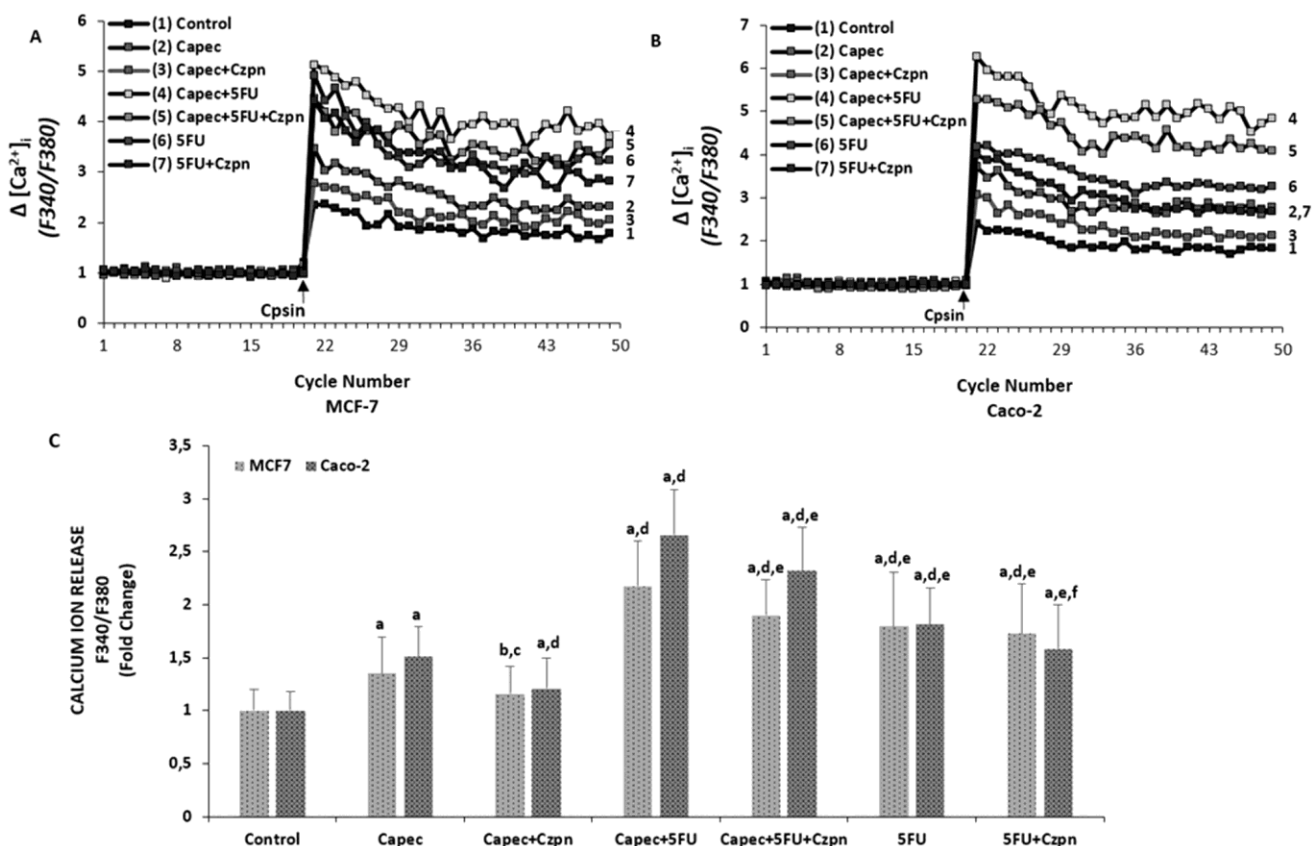 A
Δ [Ca²⁺]ᵢ
(F340/F380)
6
5
4
3
2
1
0
(1) Control
(2) Capec
(3) Capec+Czpn
(4) Capec+5FU
(5) Capec+5FU+Czpn
(6) 5FU
(7) 5FU+Czpn
4
5
6
7
2
3
1
Cpsin
1 8 15 22 29 36 43 50
Cycle Number
MCF-7
B
Δ [Ca²⁺]ᵢ
(F340/F380)
7
6
5
4
3
2
1
0
(1) Control
(2) Capec
(3) Capec+Czpn
(4) Capec+5FU
(5) Capec+5FU+Czpn
(6) 5FU
(7) 5FU+Czpn
4
5
6
2,7
3
1
Cpsin
1 8 15 22 29 36 43 50
Cycle Number
Caco-2
C
CALCIUM ION RELEASE
F340/F380
(Fold Change)
3,5
3
2,5
2
1,5
1
0,5
0
MCF7 Caco-2
a a
b,c a,d
a,d a,d
a,d,e a,d,e
a,d,e a,d,e
a,d,e a,e,f
Control Capec Capec+Czpn Capec+5FU Capec+5FU+Czpn 5FU 5FU+Czpn